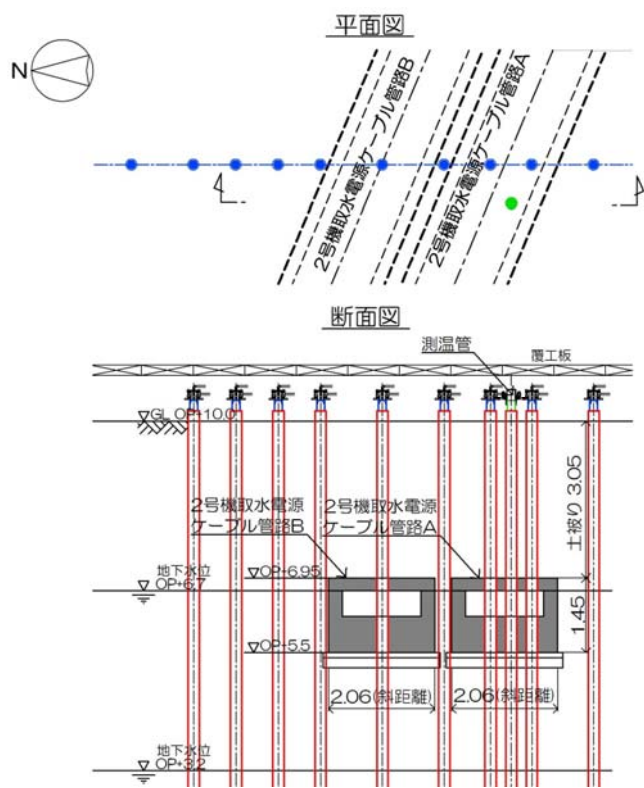 平面図
N
2号機取水電源ケーブル管路B
2号機取水電源ケーブル管路A
断面図
測温管
覆工板
▽GL OP+10.0
土被り 3.05
2号機取水電源
ケーブル管路B
2号機取水電源
ケーブル管路A
地下水位
▽OP+6.7
▽OP+6.95
1.45
▽OP+5.5
2.06(斜距離)
2.06(斜距離)
地下水位
▽OP+3.2